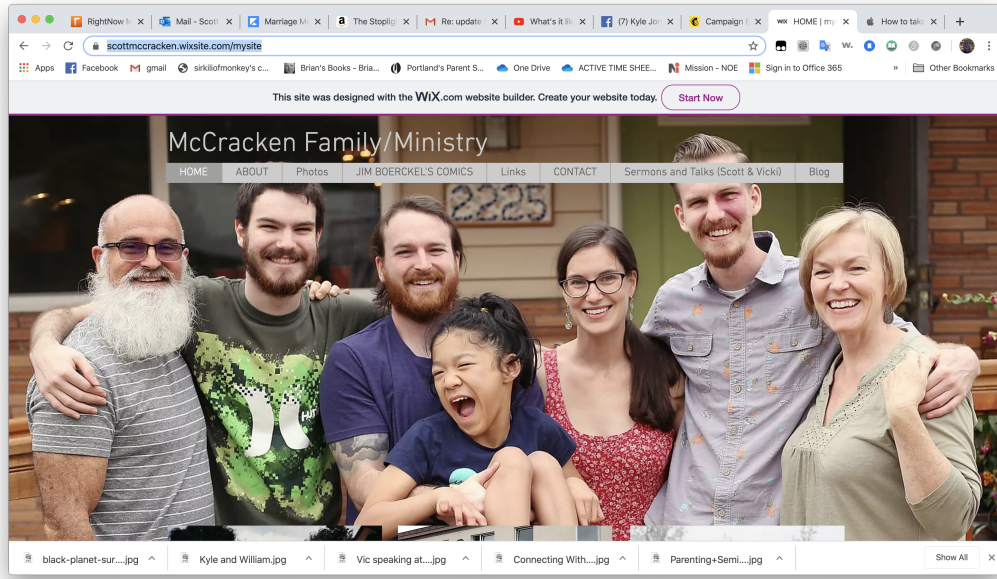 RightNow M
Mail – Scott
Marriage M
The Stoplig
Re: update
What's it li
(7) Kyle Jo
Campaign
WiX HOME | my
How to take
scottmccracken.wixsite.com/mysite
Apps Facebook gmail sirkiliofmonkey's c... Brian's Books - Bria... Portland's Parent S... One Drive ACTIVE TIME SHEE... Mission - NOE Sign in to Office 365 » Other Bookmarks
This site was designed with the WiX.com website builder. Create your website today. Start Now
McCracken Family/Ministry
HOME ABOUT Photos JIM BOERCKEL'S COMICS Links CONTACT Sermons and Talks (Scott & Vicki) Blog
2225
black-planet-sur....jpg Kyle and William.jpg Vic speaking at....jpg Connecting With....jpg Parenting+Semi....jpg Show All